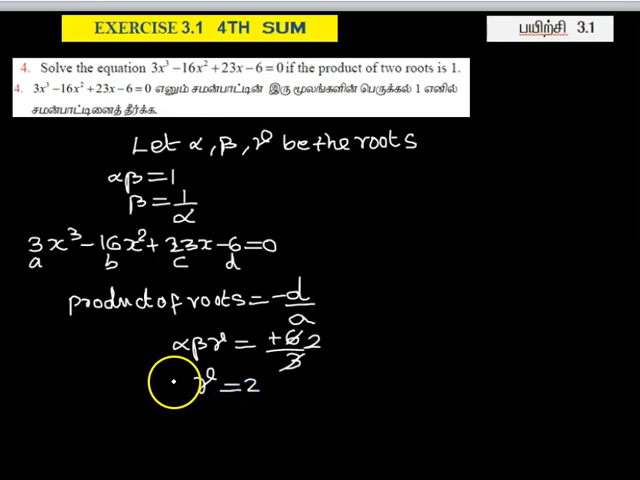 EXERCISE 3.1 4TH SUM
பயிற்சி 3.1
4. Solve the equation 3x³ −16x² +23x−6 = 0 if the product of two roots is 1.
4. 3x³ −16x² +23x−6 = 0 எனும் சமன்பாட்டின் இரு மூலங்களின் பெருக்கல் 1 எனில்
சமன்பாட்டினைத் தீர்க்க.
Let α, β, γ be the roots
αβ = 1
β = 1/α
3x³ −16x² + 23x −6 = 0
a b c d
product of roots = −d/a
αβγ = +6/3 2
γ = 2